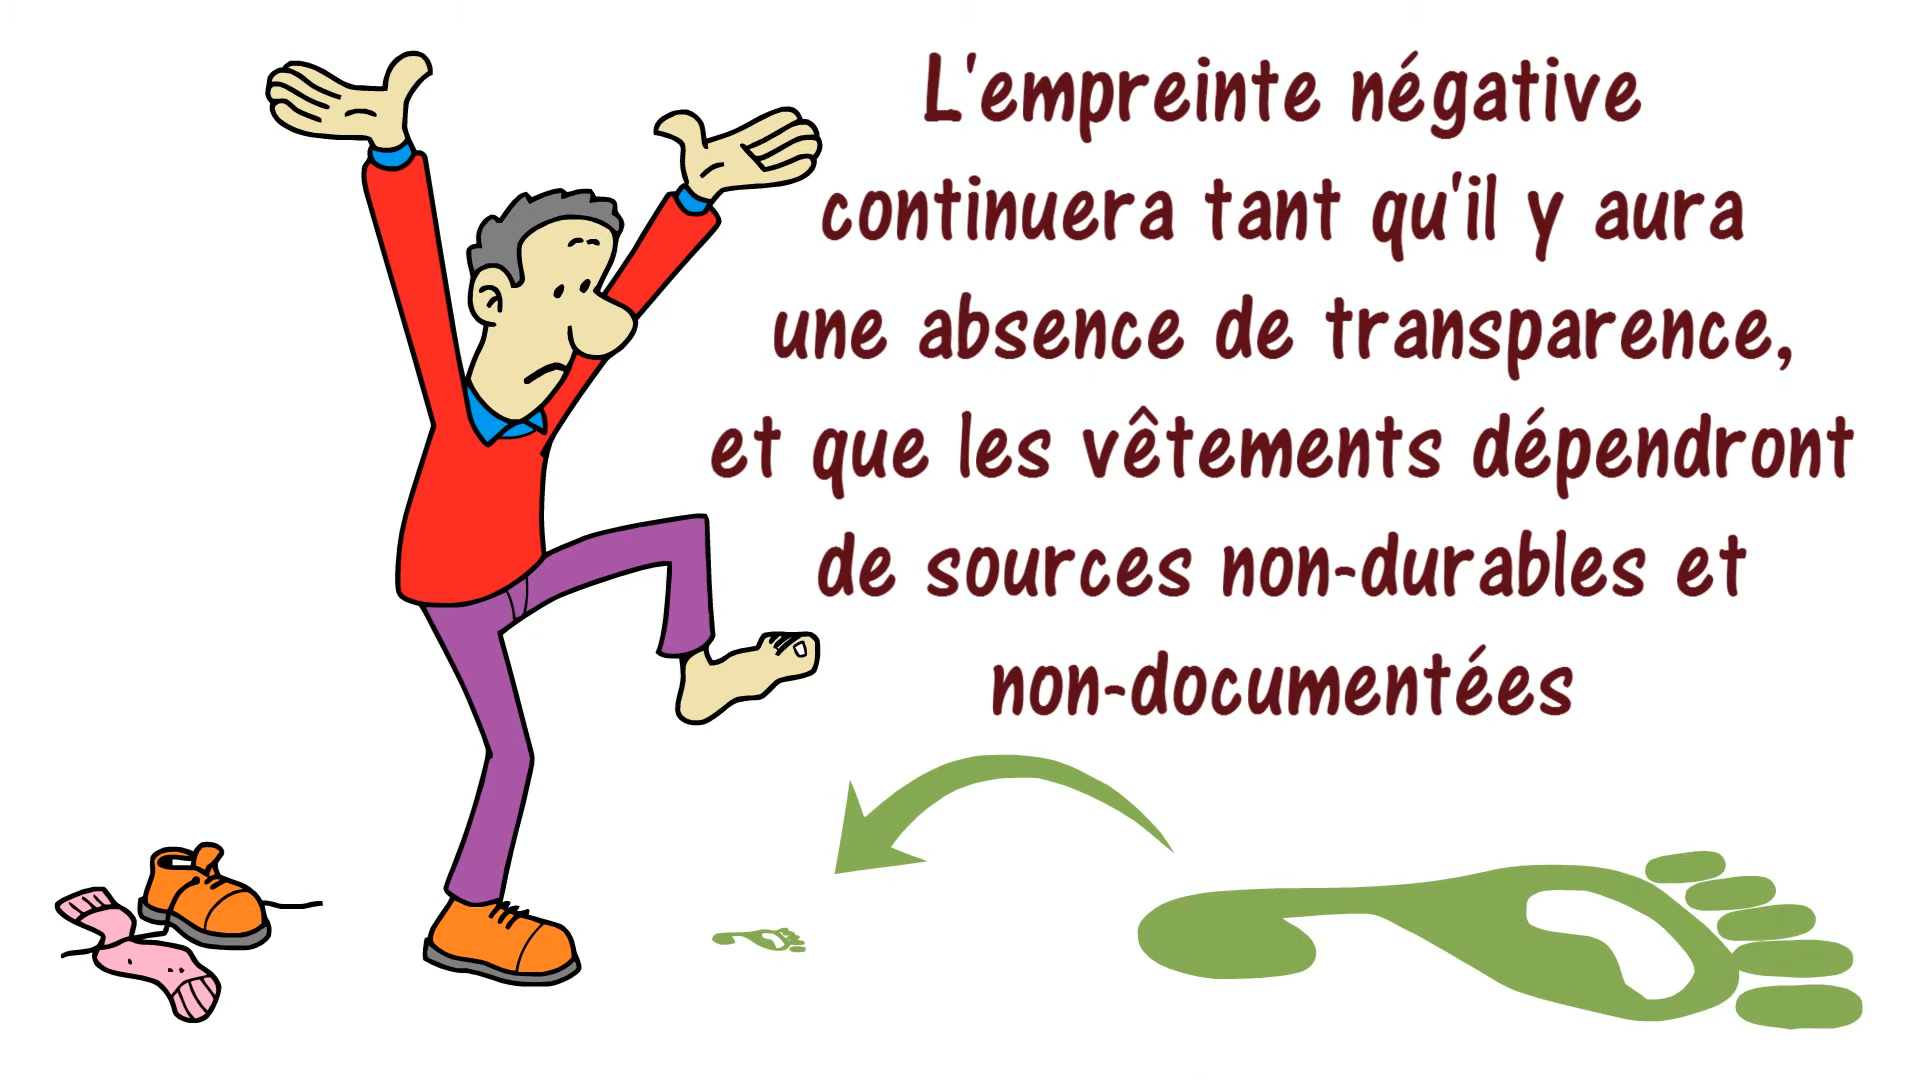 L'empreinte négative
continuera tant qu'il y aura
une absence de transparence,
et que les vêtements dépendront
de sources non-durables et
non-documentées